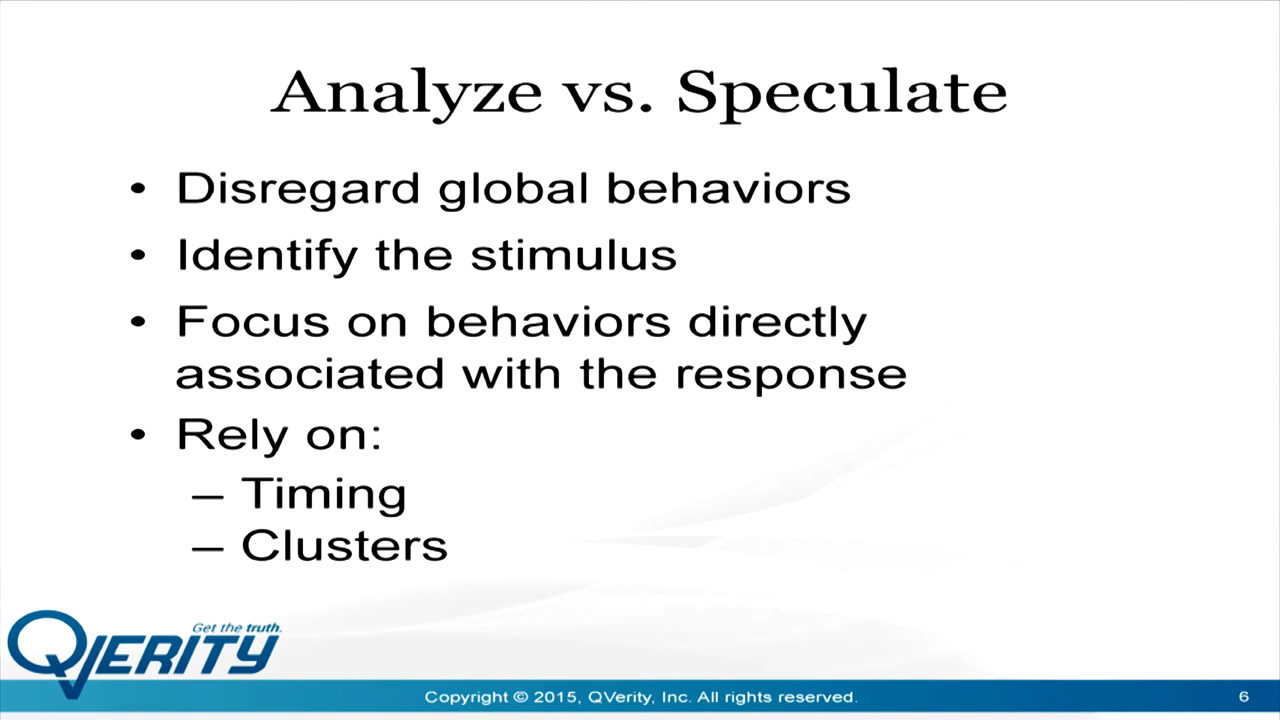 Analyze vs. Speculate
• Disregard global behaviors
• Identify the stimulus
• Focus on behaviors directly
associated with the response
• Rely on:
– Timing
– Clusters
Get the truth.
QVERITY
Copyright © 2015, QVerity, Inc. All rights reserved.
6